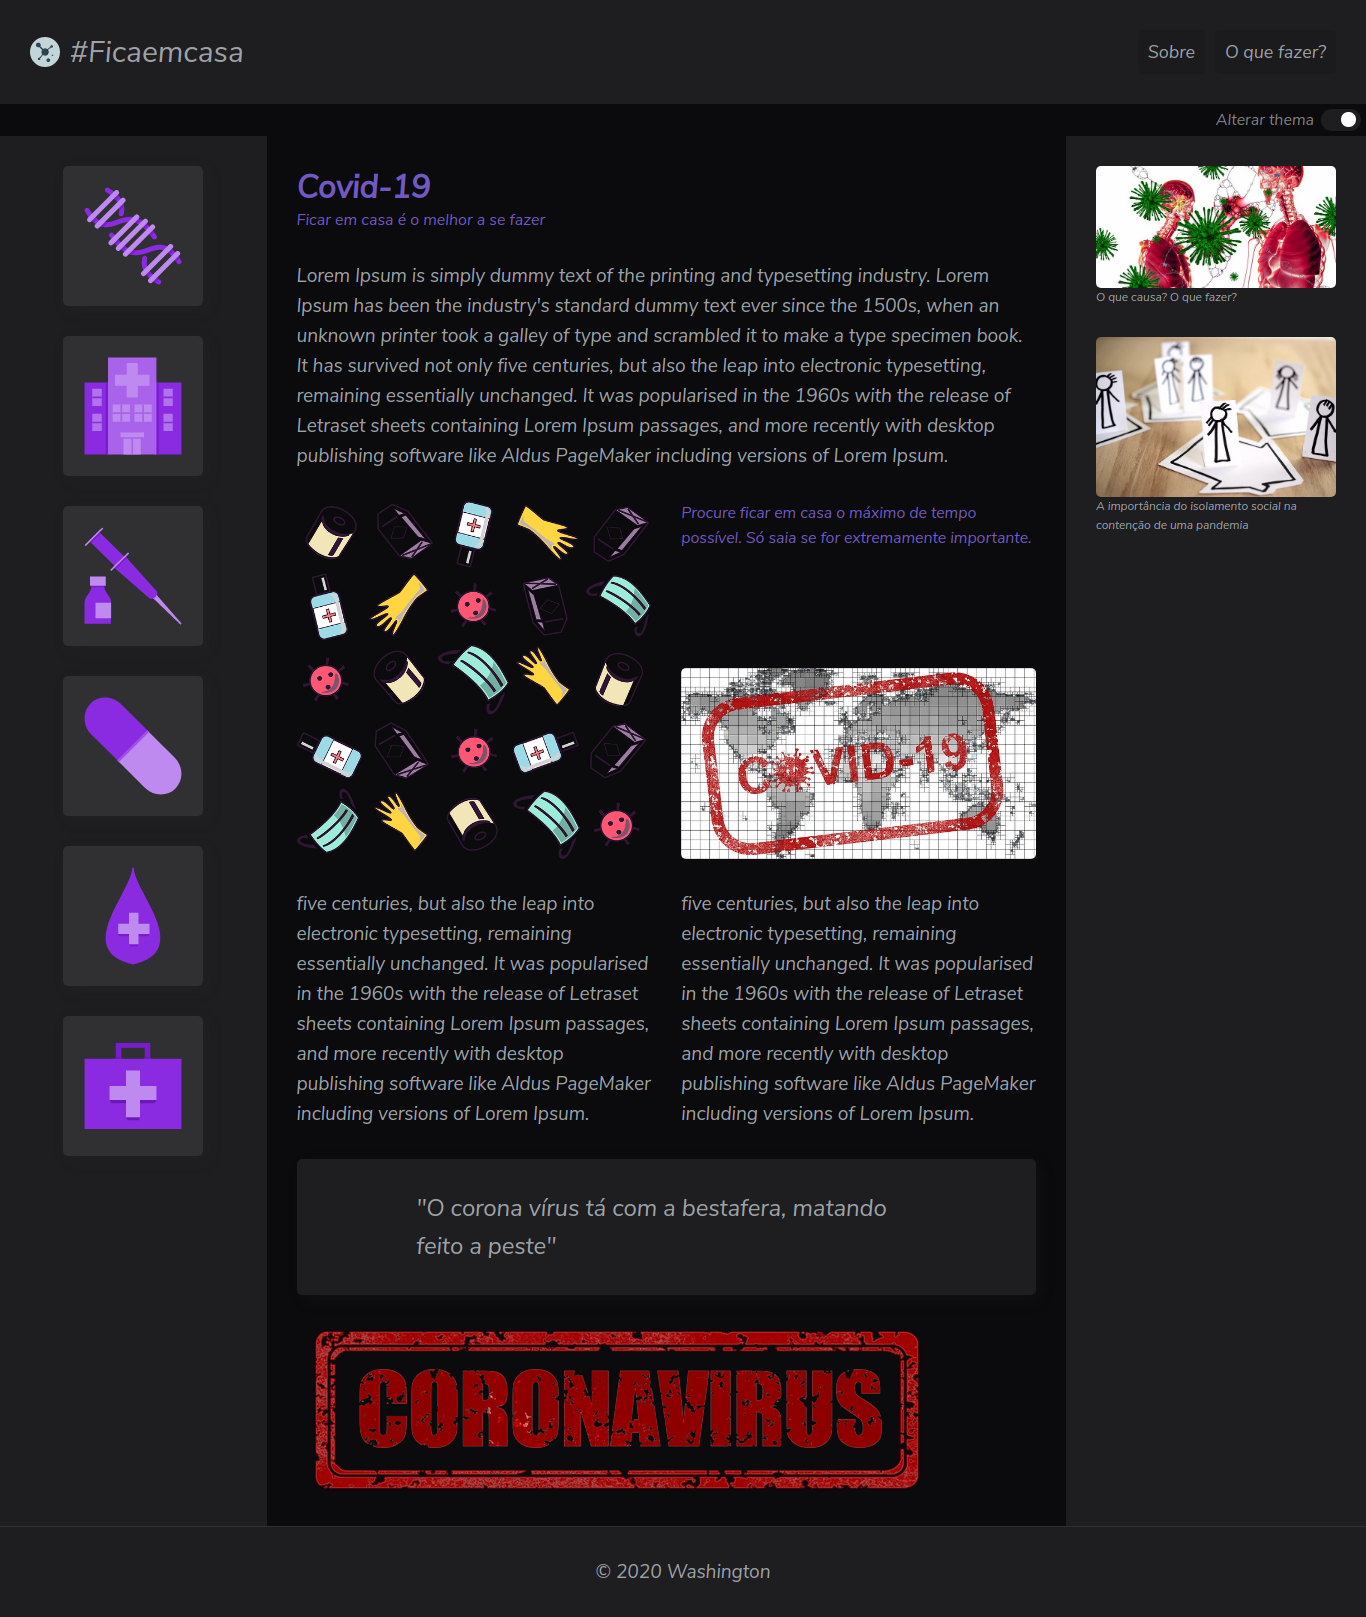 #Ficaemcasa
Sobre
O que fazer?
Alterar thema
Covid-19
Ficar em casa é o melhor a se fazer
Lorem Ipsum is simply dummy text of the printing and typesetting industry. Lorem
Ipsum has been the industry's standard dummy text ever since the 1500s, when an
unknown printer took a galley of type and scrambled it to make a type specimen book.
It has survived not only five centuries, but also the leap into electronic typesetting,
remaining essentially unchanged. It was popularised in the 1960s with the release of
Letraset sheets containing Lorem Ipsum passages, and more recently with desktop
publishing software like Aldus PageMaker including versions of Lorem Ipsum.
Procure ficar em casa o máximo de tempo
possível. Só saia se for extremamente importante.
COVID-19
five centuries, but also the leap into
electronic typesetting, remaining
essentially unchanged. It was popularised
in the 1960s with the release of Letraset
sheets containing Lorem Ipsum passages,
and more recently with desktop
publishing software like Aldus PageMaker
including versions of Lorem Ipsum.
five centuries, but also the leap into
electronic typesetting, remaining
essentially unchanged. It was popularised
in the 1960s with the release of Letraset
sheets containing Lorem Ipsum passages,
and more recently with desktop
publishing software like Aldus PageMaker
including versions of Lorem Ipsum.
"O corona vírus tá com a bestafera, matando
feito a peste"
CORONAVIRUS
O que causa? O que fazer?
A importância do isolamento social na
contenção de uma pandemia
© 2020 Washington